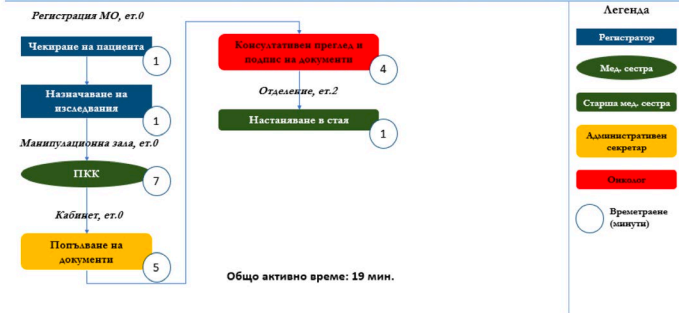 Регистрация МО, ет.0
Чекиране на пациента
1
Назначаване на
изследвания
1
Манипулационна зала, ет.0
ПКК
7
Кабинет, ет.0
Попълване на
документи
5
Консултативен преглед и
подпис на документи
4
Отделение, ет.2
Настаняване в стая
1
Общо активно време: 19 мин.
Легенда
Регистратор
Мед. сестра
Старша мед. сестра
Административен
секретар
Онколог
Времетраене
(минути)